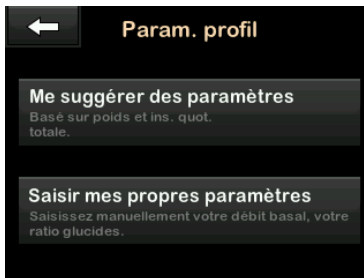 Param. profil
Me suggérer des paramètres
Basé sur poids et ins. quot.
totale.
Saisir mes propres paramètres
Saisissez manuellement votre débit basal, votre
ratio glucides.